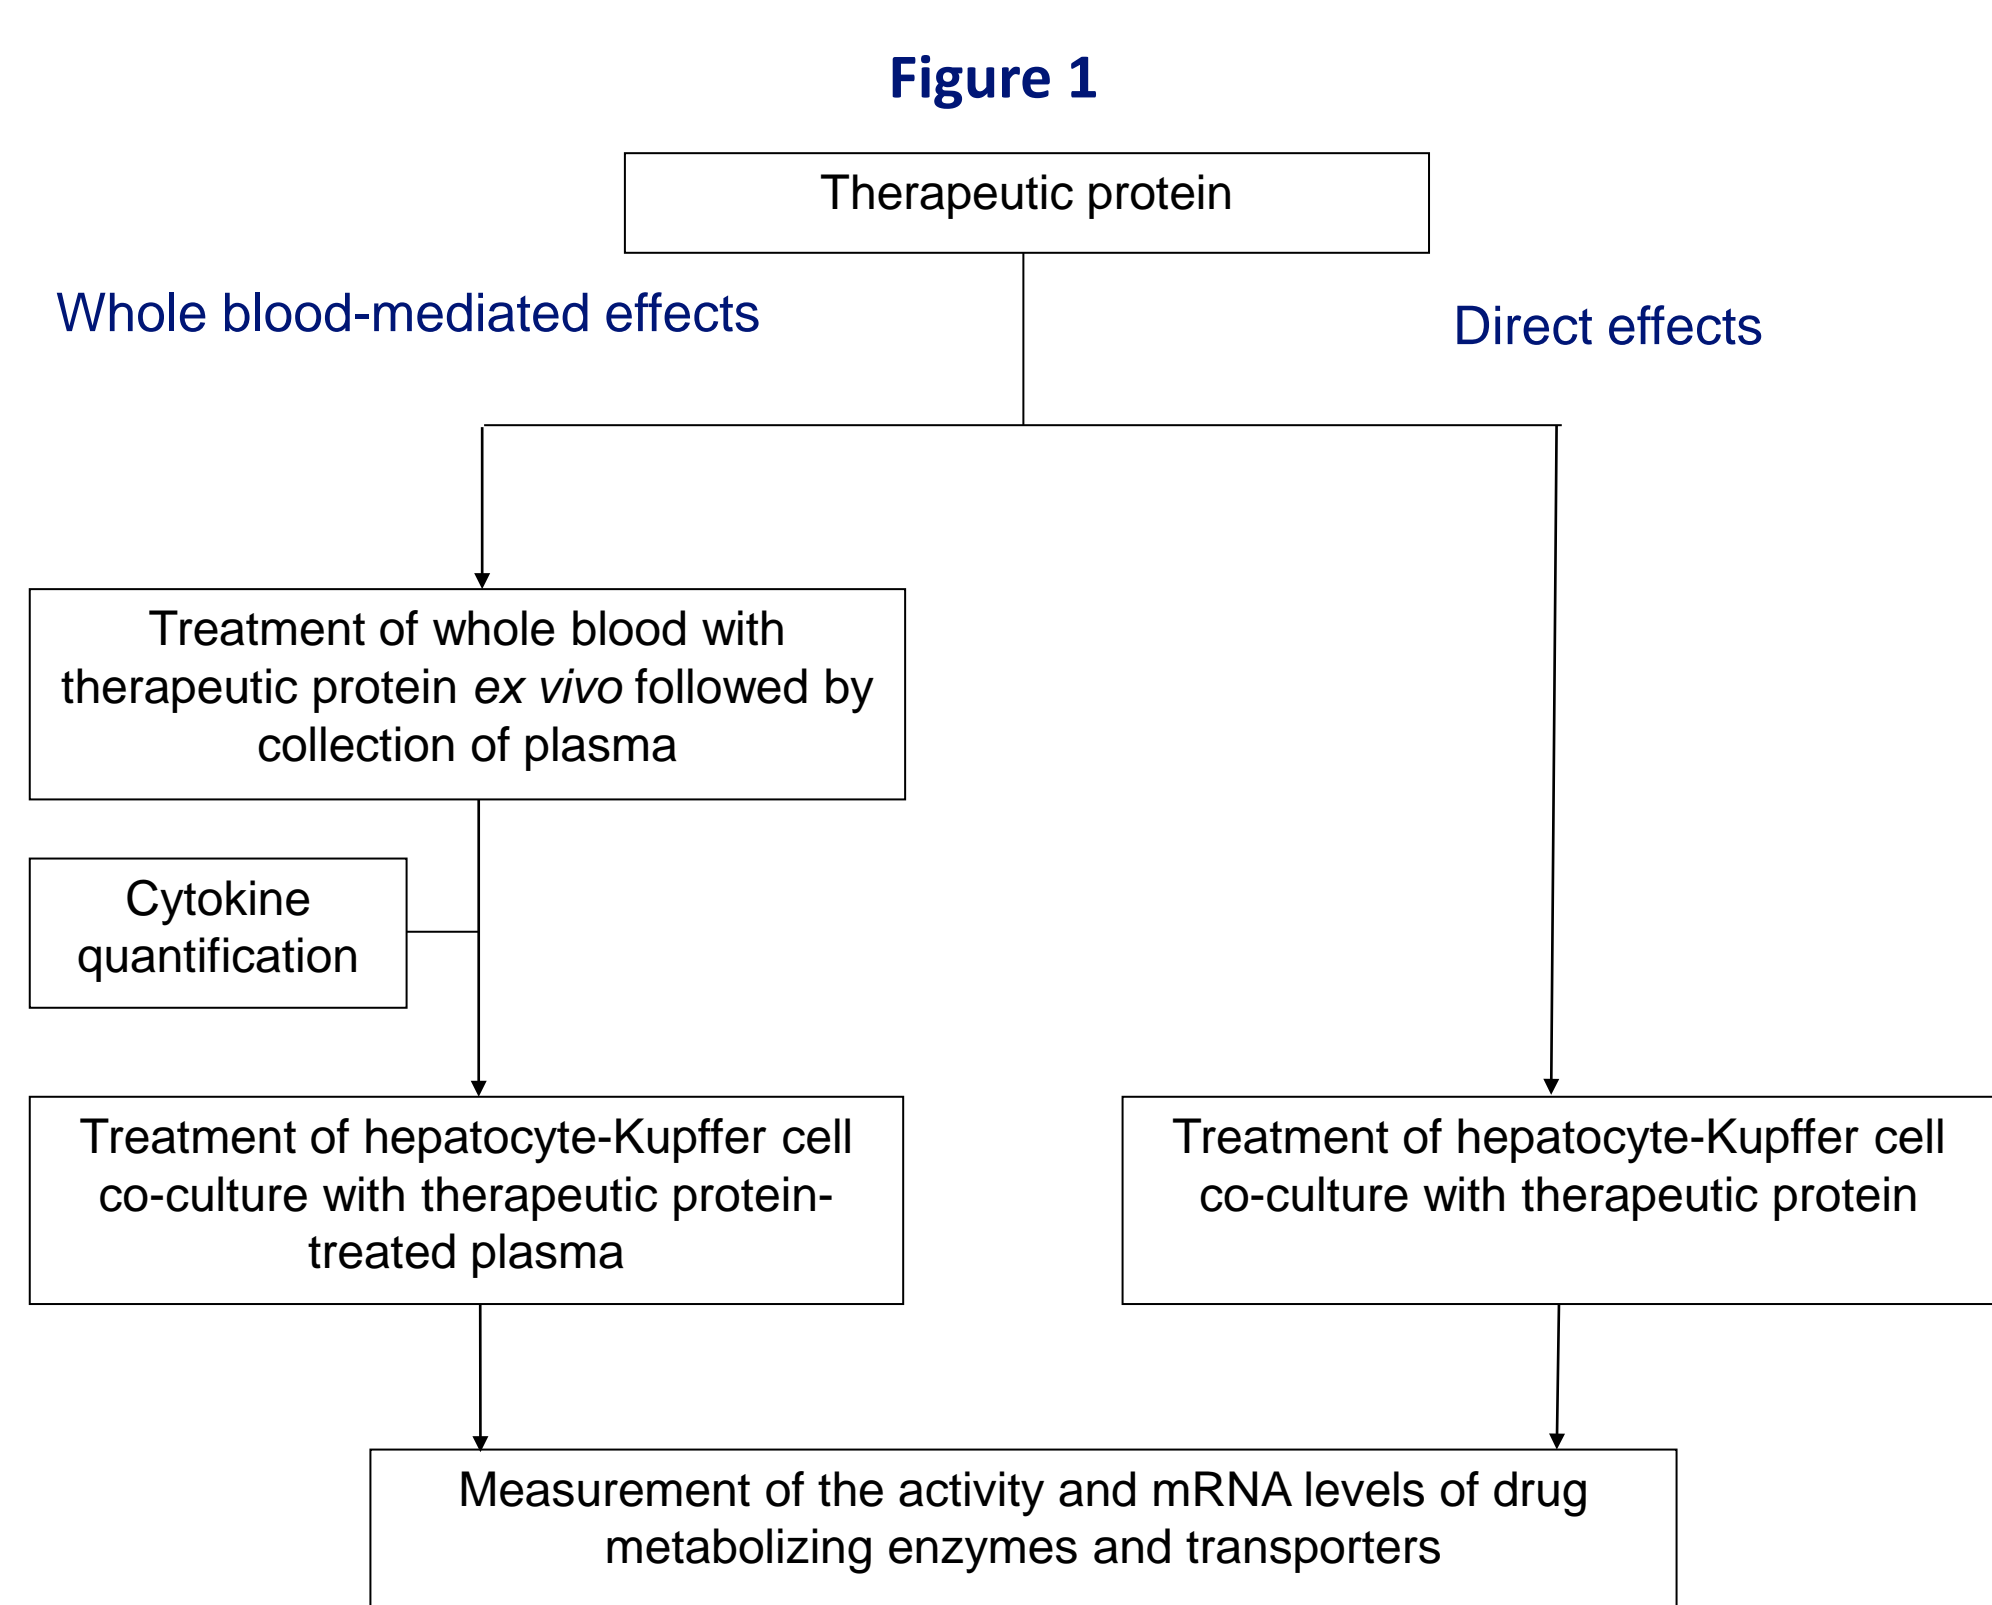 Figure 1
Therapeutic protein
Whole blood-mediated effects
Direct effects
Treatment of whole blood with
therapeutic protein ex vivo followed by
collection of plasma
Cytokine
quantification
Treatment of hepatocyte-Kupffer cell
co-culture with therapeutic protein-
treated plasma
Treatment of hepatocyte-Kupffer cell
co-culture with therapeutic protein
Measurement of the activity and mRNA levels of drug
metabolizing enzymes and transporters